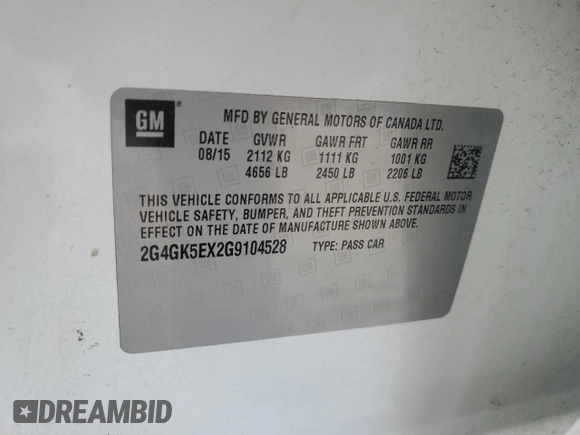 GM
MFD BY GENERAL MOTORS OF CANADA LTD.
DATE GVWR GAWR FRT GAWR RR
08/15 2112 KG 1111 KG 1001 KG
4656 LB 2450 LB 2206 LB
THIS VEHICLE CONFORMS TO ALL APPLICABLE U.S. FEDERAL MOTOR
VEHICLE SAFETY, BUMPER, AND THEFT PREVENTION STANDARDS IN
EFFECT ON THE DATE OF MANUFACTURE SHOWN ABOVE.
2G4GK5EX2G9104528 TYPE: PASS CAR
DREAMBID